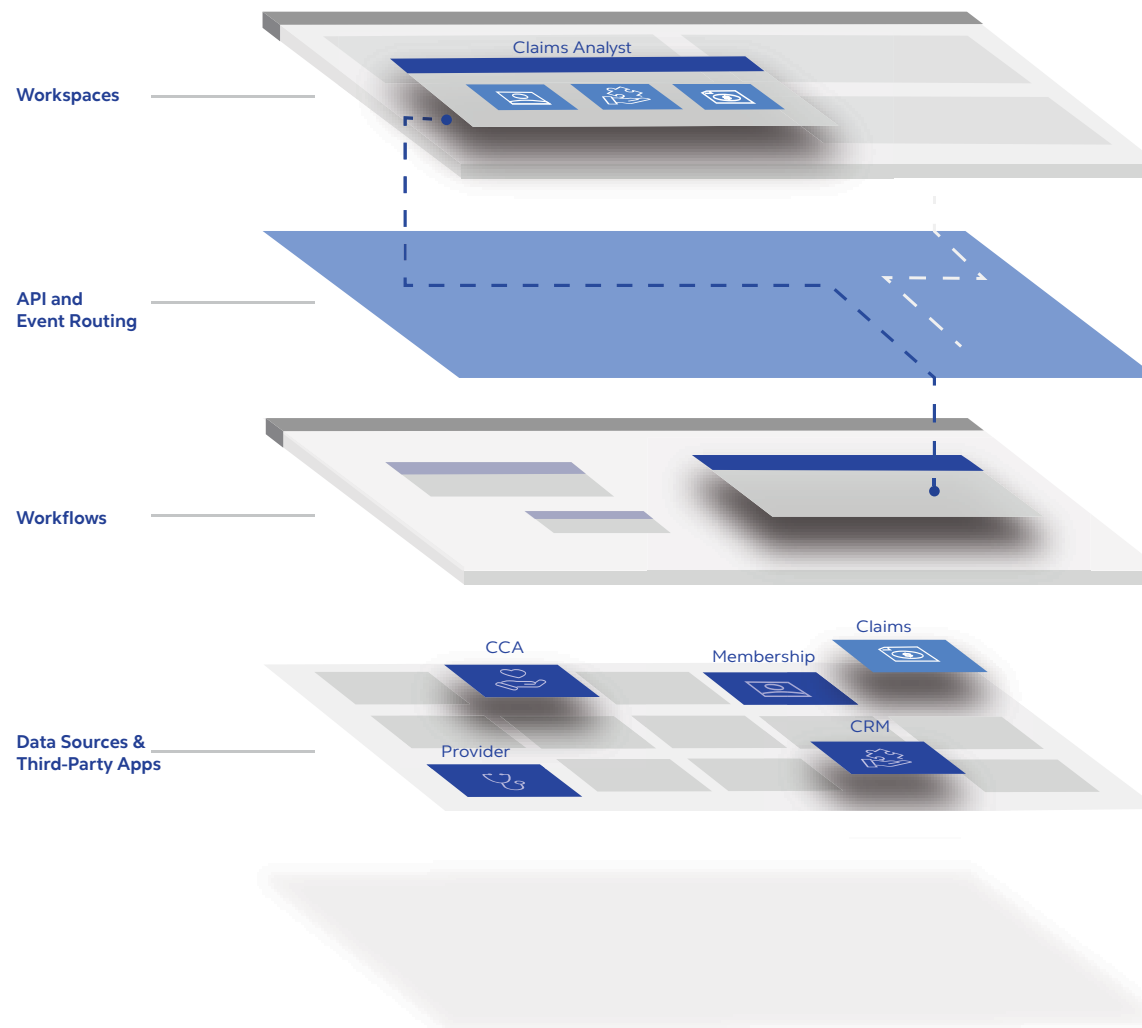 Claims Analyst
Workspaces
API and
Event Routing
Workflows
Claims
CCA
Membership
CRM
Data Sources &
Third-Party Apps
Provider